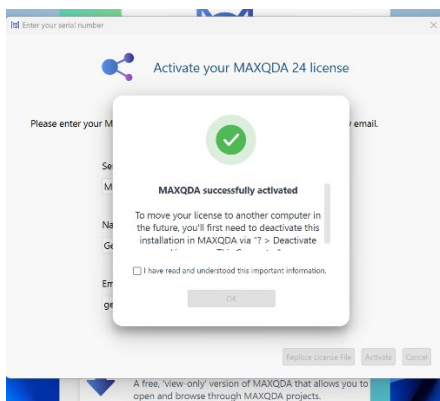 Enter your serial number
Activate your MAXQDA 24 license
Please enter your M
y email.
Se
M
MAXQDA successfully activated
To move your license to another computer in
the future, you'll first need to deactivate this
Na
installation in MAXQDA via "? > Deactivate
Ge
I have read and understood this important information.
Em
OK
ge
Replace License File
Activate
Cancel
A free, 'view-only' version of MAXQDA that allows you to
open and browse through MAXQDA projects.